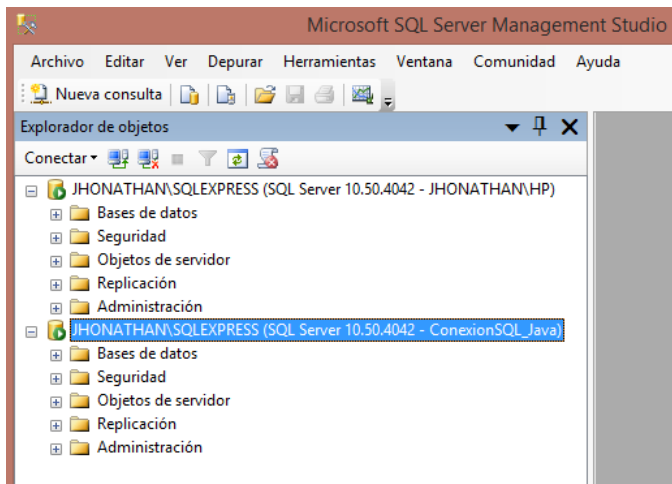 Microsoft SQL Server Management Studio
Archivo Editar Ver Depurar Herramientas Ventana Comunidad Ayuda
Nueva consulta
Explorador de objetos
Conectar
JHONATHAN\SQLEXPRESS (SQL Server 10.50.4042 - JHONATHAN\HP)
Bases de datos
Seguridad
Objetos de servidor
Replicación
Administración
JHONATHAN\SQLEXPRESS (SQL Server 10.50.4042 - ConexionSQL_Java)
Bases de datos
Seguridad
Objetos de servidor
Replicación
Administración